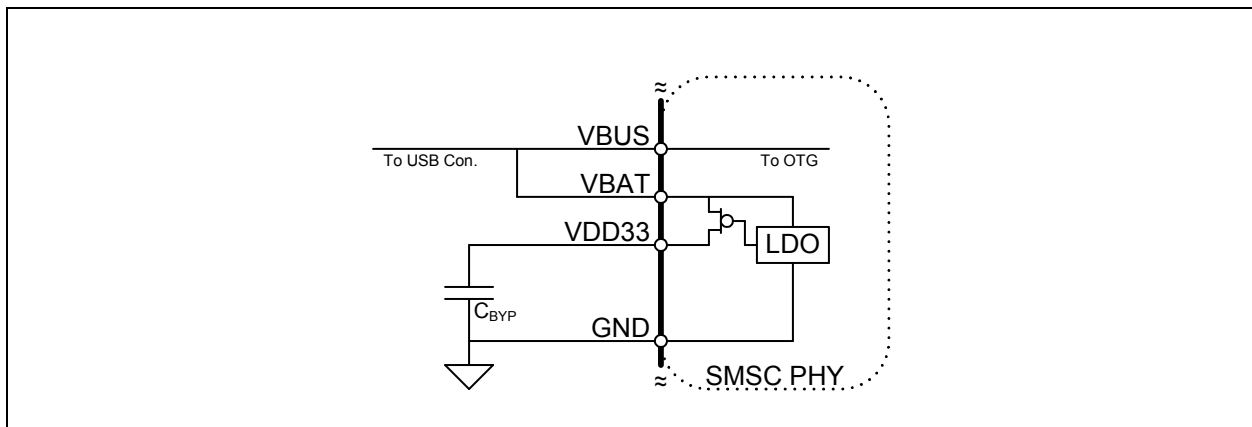 VBUS
To USB Con.
To OTG
VBAT
VDD33
LDO
CBYP
GND
SMSC PHY